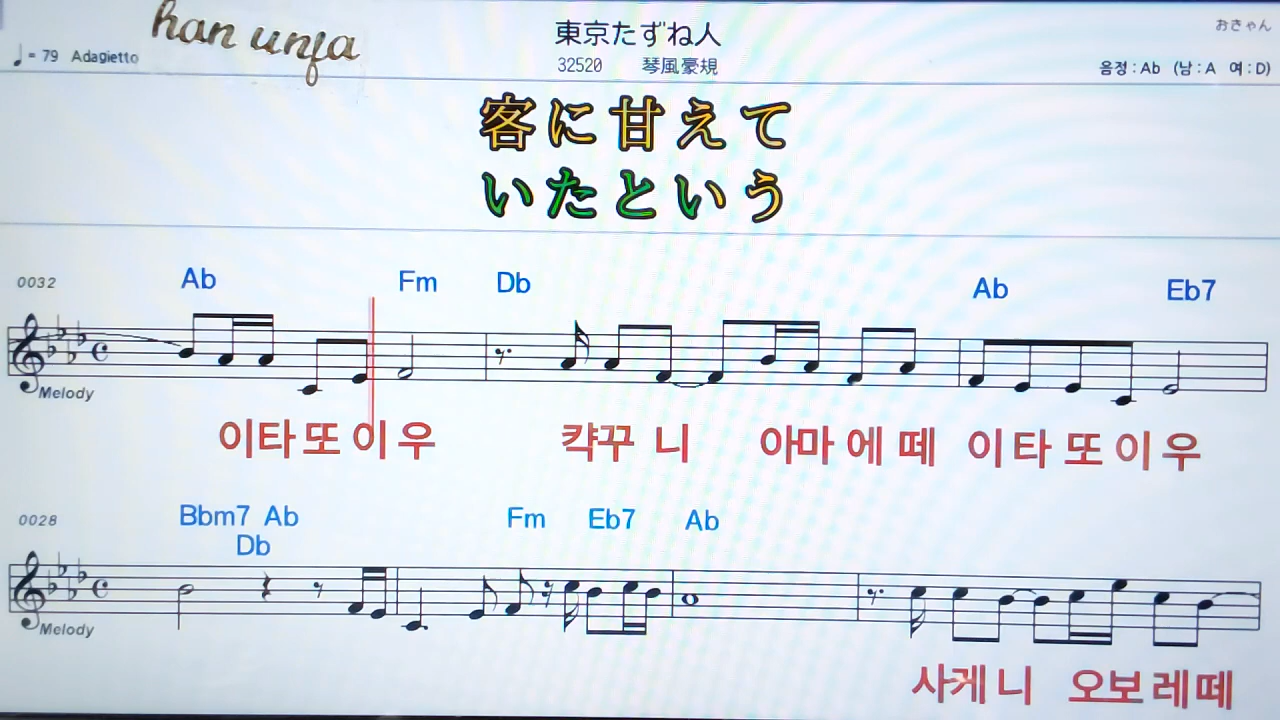 han unja
東京たずね人
おきゃん
♩= 79 Adagietto
32520 琴風豪規
음정 : Ab (남 : A 여 : D)
客に甘えて
いたという
0032
Ab Fm Db Ab Eb7
Melody
이타또이우 캭꾸니 아마에떼 이타또이우
0028
Bbm7 Ab Fm Eb7 Ab
Db
Melody
사게니 오보레떼